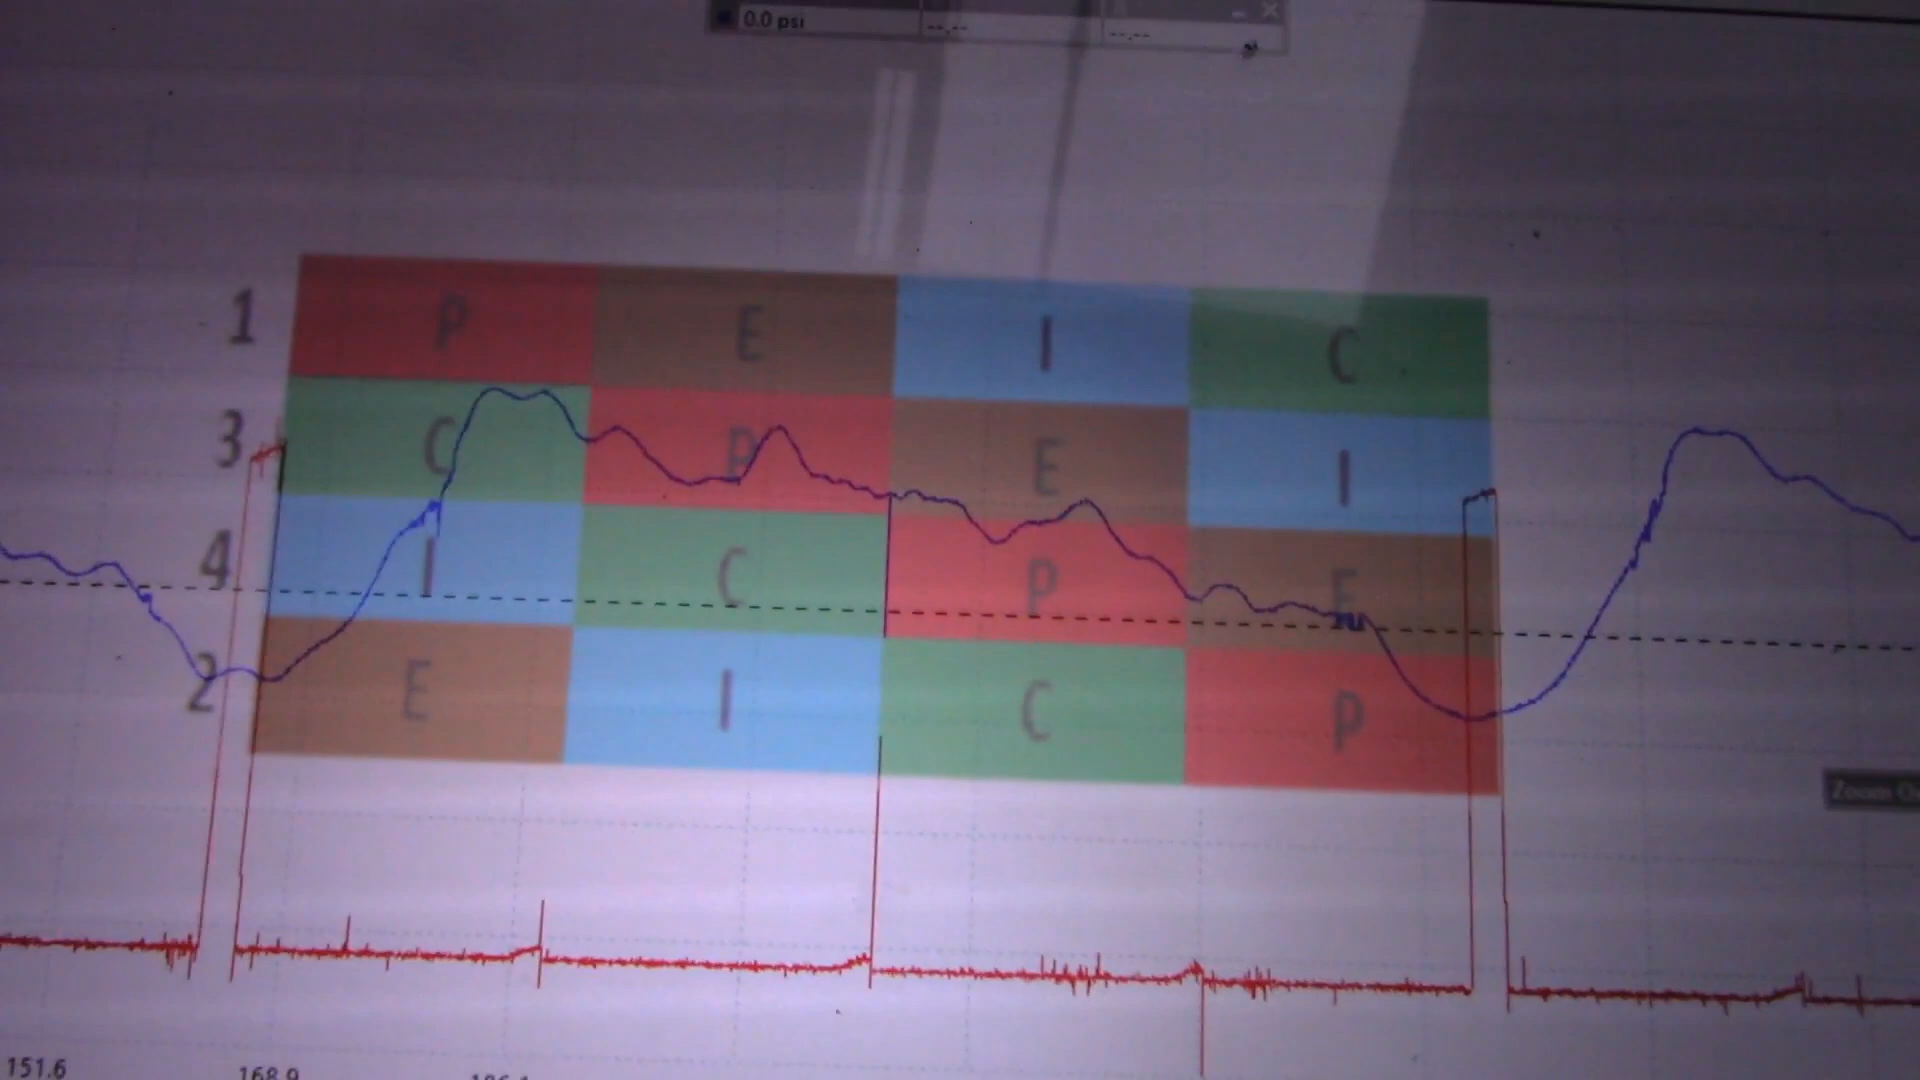 0.0 psi --.-- --.--
1 P E I C
3 C P E I
4 I C P E
2 E I C P
151.6 168.9